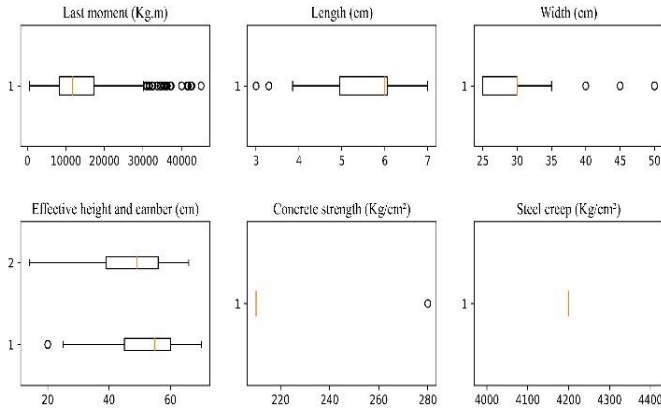 Last moment (Kg.m)
Length (cm)
Width (cm)
1
1
1
0 10000 20000 30000 40000
3 4 5 6 7
25 30 35 40 45 50
Effective height and camber (cm)
Concrete strength (Kg/cm²)
Steel creep (Kg/cm²)
2
1
1
1
20 40 60
220 240 260 280
4000 4100 4200 4300 4400